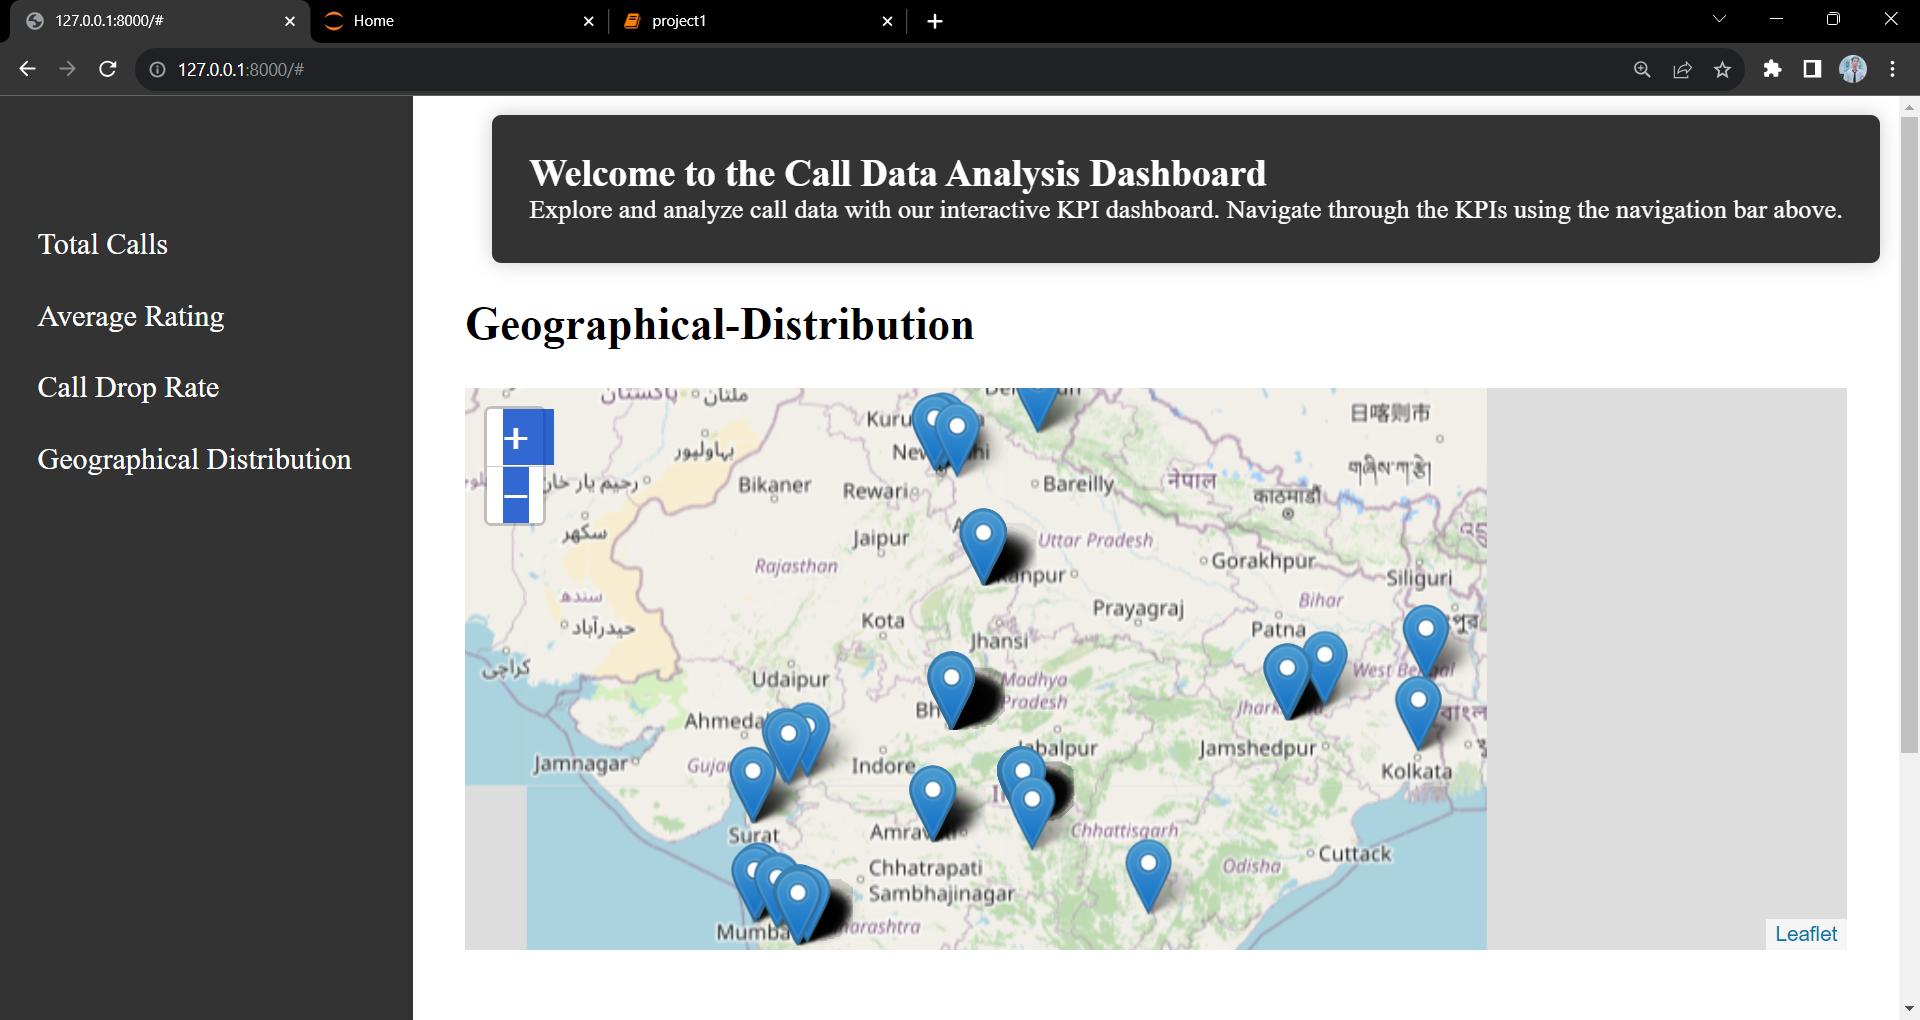 127.0.0.1:8000/#
Home
project1
127.0.0.1:8000/#
Welcome to the Call Data Analysis Dashboard
Explore and analyze call data with our interactive KPI dashboard. Navigate through the KPIs using the navigation bar above.
Total Calls
Average Rating
Call Drop Rate
Geographical Distribution
Geographical-Distribution
+
−
پاکستان
ملتان
日喀则市
Kuru
New
hi
بہاولپور
གཞིས་ཀ་རྩེ
رحیم یار خان
Bikaner
Rewari
Bareilly
नेपाल
काठमाडौं
سکھر
Jaipur
Uttar Pradesh
Gorakhpur
Rajasthan
anpur
Siliguri
سندھ
Prayagraj
Bihar
حیدرآباد
Kota
Jhansi
Patna
کراچی
Udaipur
Madhya
Pradesh
West Be
al
Bh
Jhark
Ahmeda
abalpur
Jamshedpur
Jamnagar
Guja
Indore
Kolkata
Surat
Amra
Chhattisgarh
Cuttack
Chhatrapati
Sambhajinagar
Odisha
Mumba
arashtra
Leaflet